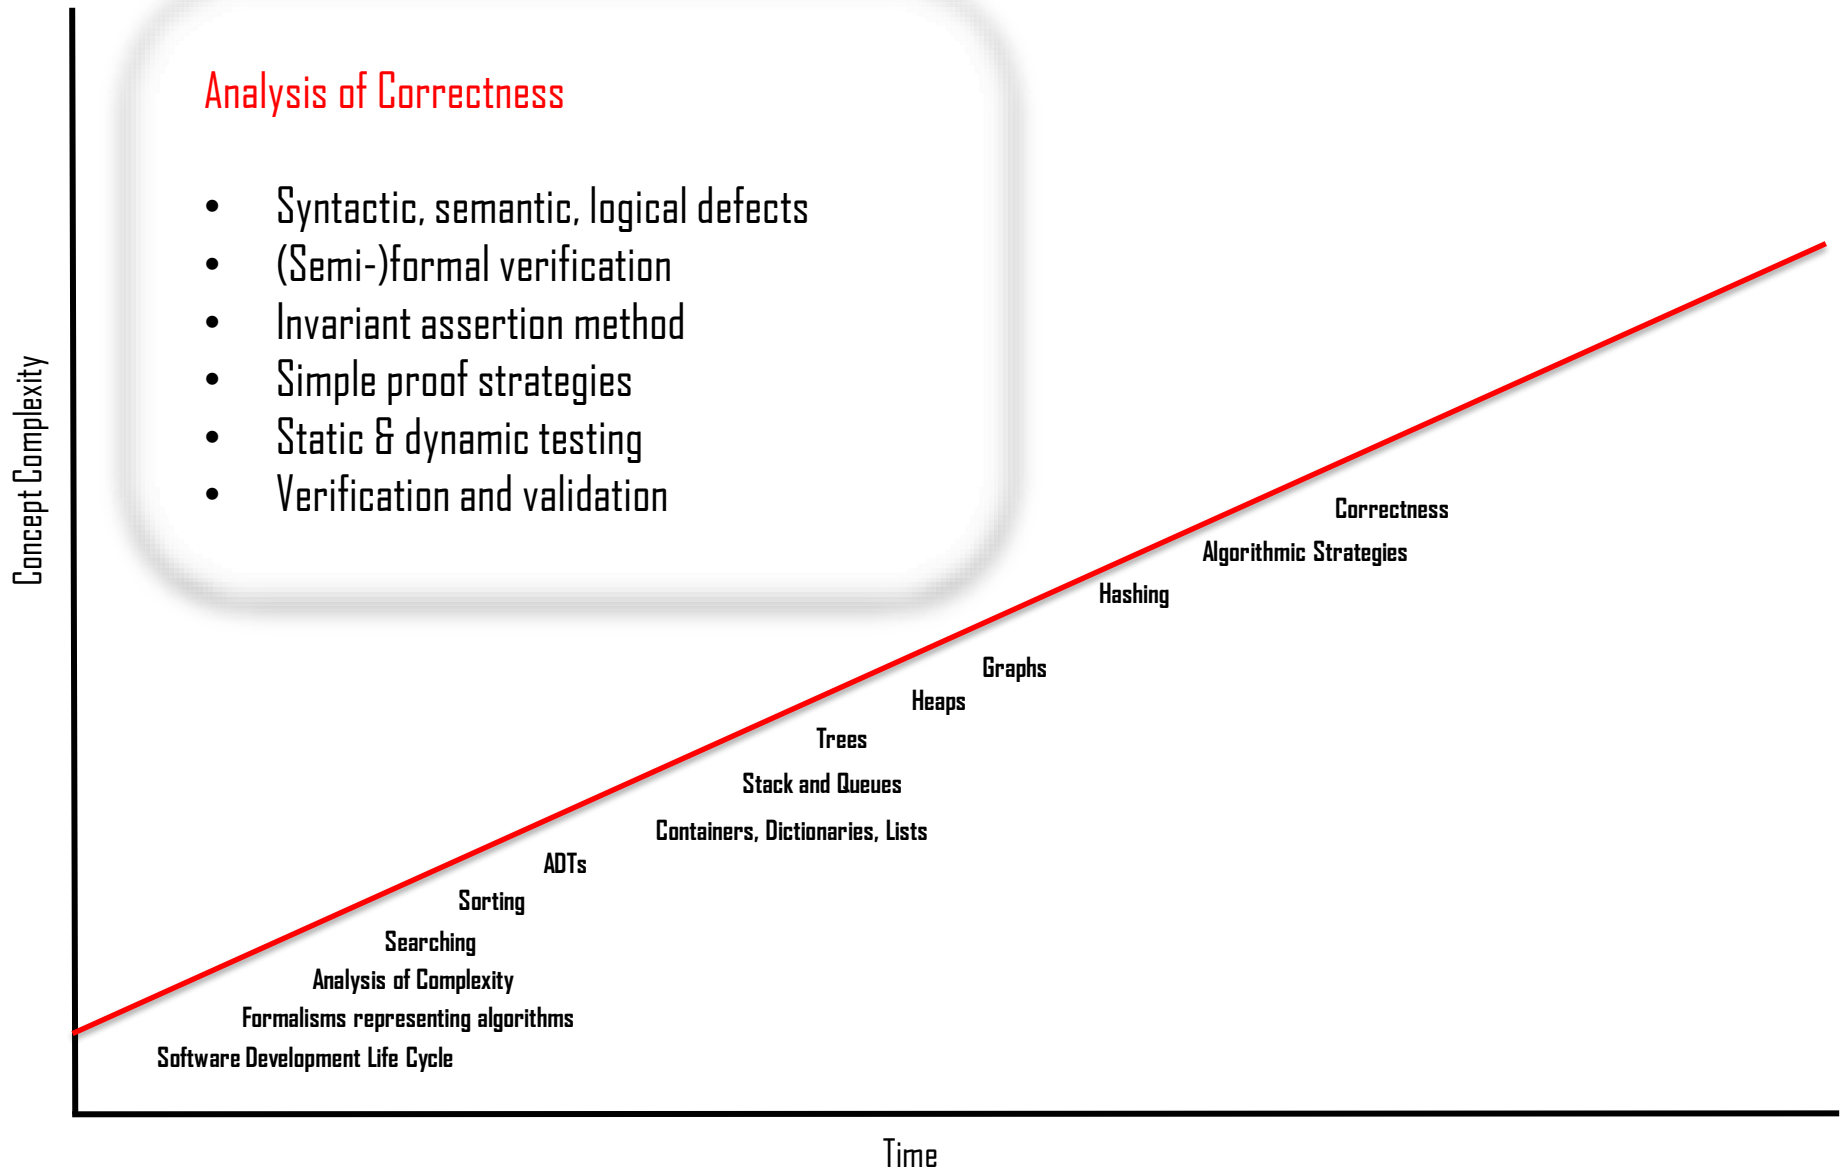 Analysis of Correctness
• Syntactic, semantic, logical defects
• (Semi-)formal verification
• Invariant assertion method
• Simple proof strategies
• Static & dynamic testing
• Verification and validation
Concept Complexity
Correctness
Algorithmic Strategies
Hashing
Graphs
Heaps
Trees
Stack and Queues
Containers, Dictionaries, Lists
ADTs
Sorting
Searching
Analysis of Complexity
Formalisms representing algorithms
Software Development Life Cycle
Time